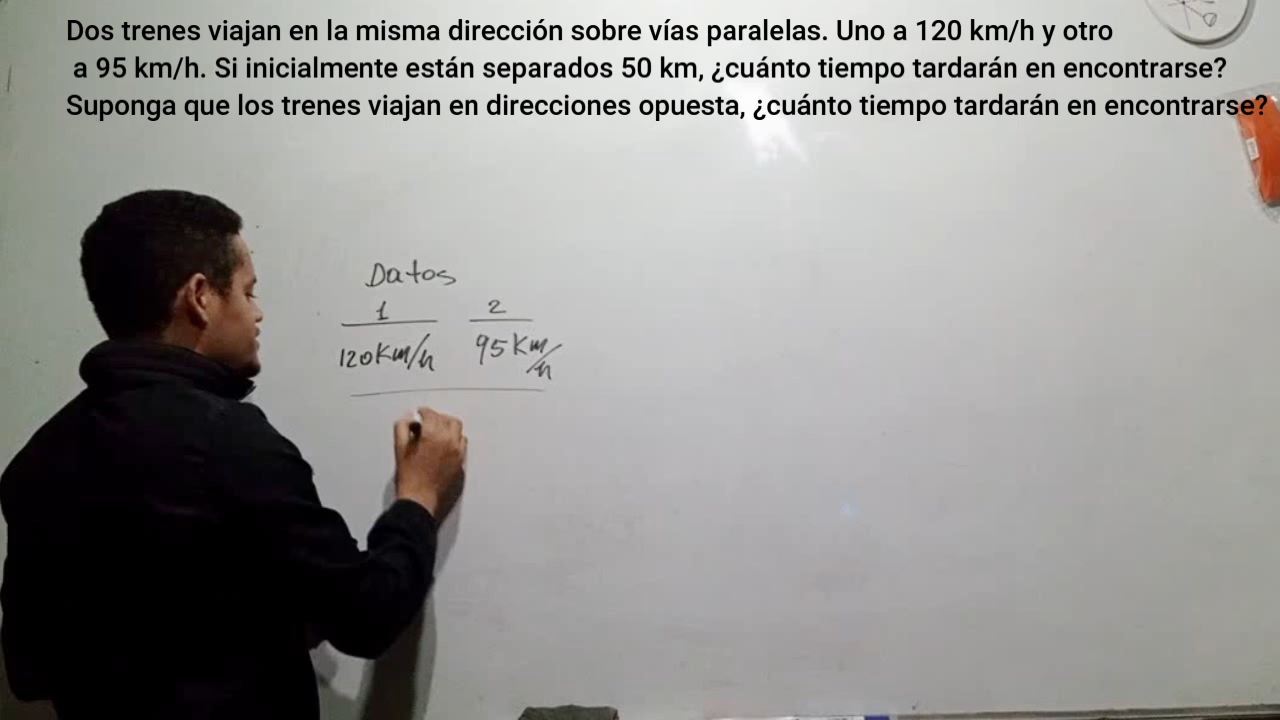 Dos trenes viajan en la misma dirección sobre vías paralelas. Uno a 120 km/h y otro
a 95 km/h. Si inicialmente están separados 50 km, ¿cuánto tiempo tardarán en encontrarse?
Suponga que los trenes viajan en direcciones opuesta, ¿cuánto tiempo tardarán en encontrarse?
Datos
1 2
120Km/h 95Km/h